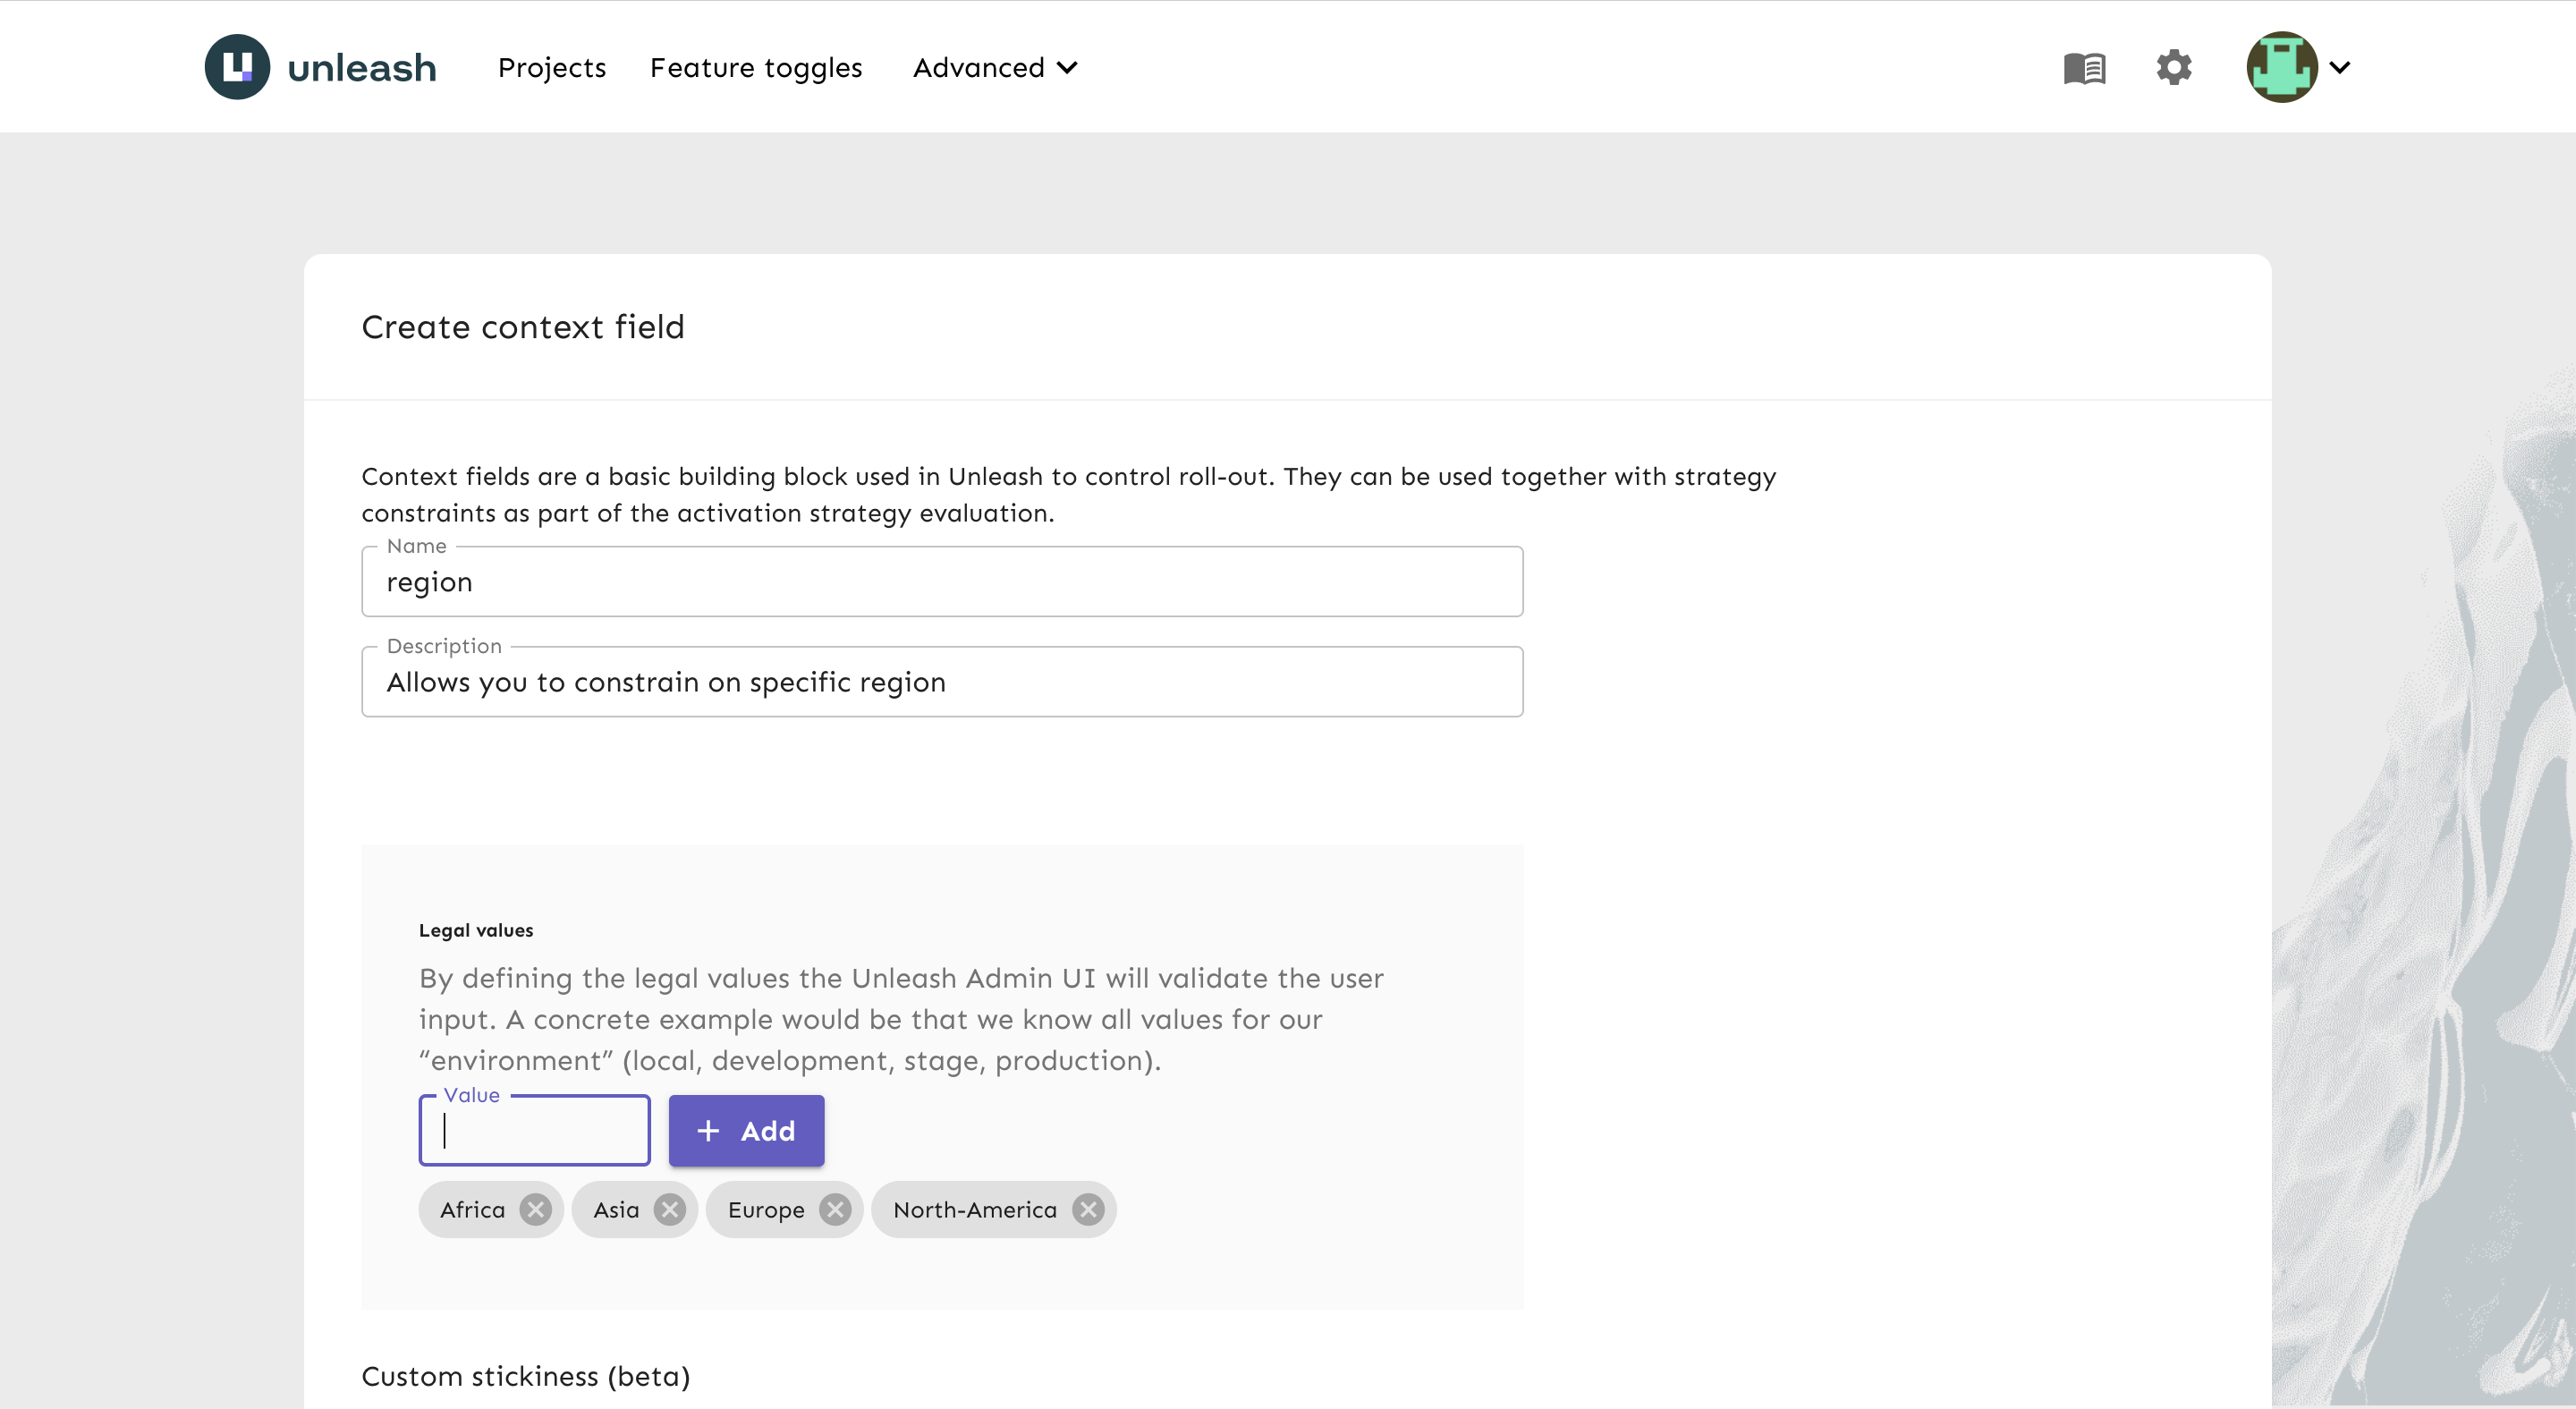 unleash Projects Feature toggles Advanced
Create context field
Context fields are a basic building block used in Unleash to control roll-out. They can be used together with strategy
constraints as part of the activation strategy evaluation.
Name
region
Description
Allows you to constrain on specific region
Legal values
By defining the legal values the Unleash Admin UI will validate the user
input. A concrete example would be that we know all values for our
“environment” (local, development, stage, production).
Value
+ Add
Africa Asia Europe North-America
Custom stickiness (beta)